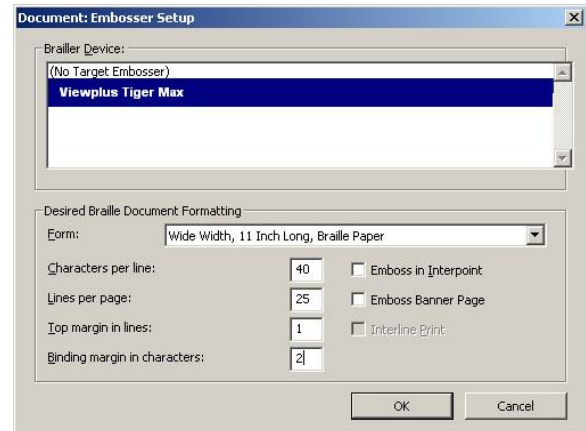 Document: Embosser Setup
Brailler Device:
(No Target Embosser)
Viewplus Tiger Max
Desired Braille Document Formatting
Form:
Wide Width, 11 Inch Long, Braille Paper
Characters per line:
40
Emboss in Interpoint
Lines per page:
25
Emboss Banner Page
Top margin in lines:
1
Interline Print
Binding margin in characters:
2
OK
Cancel